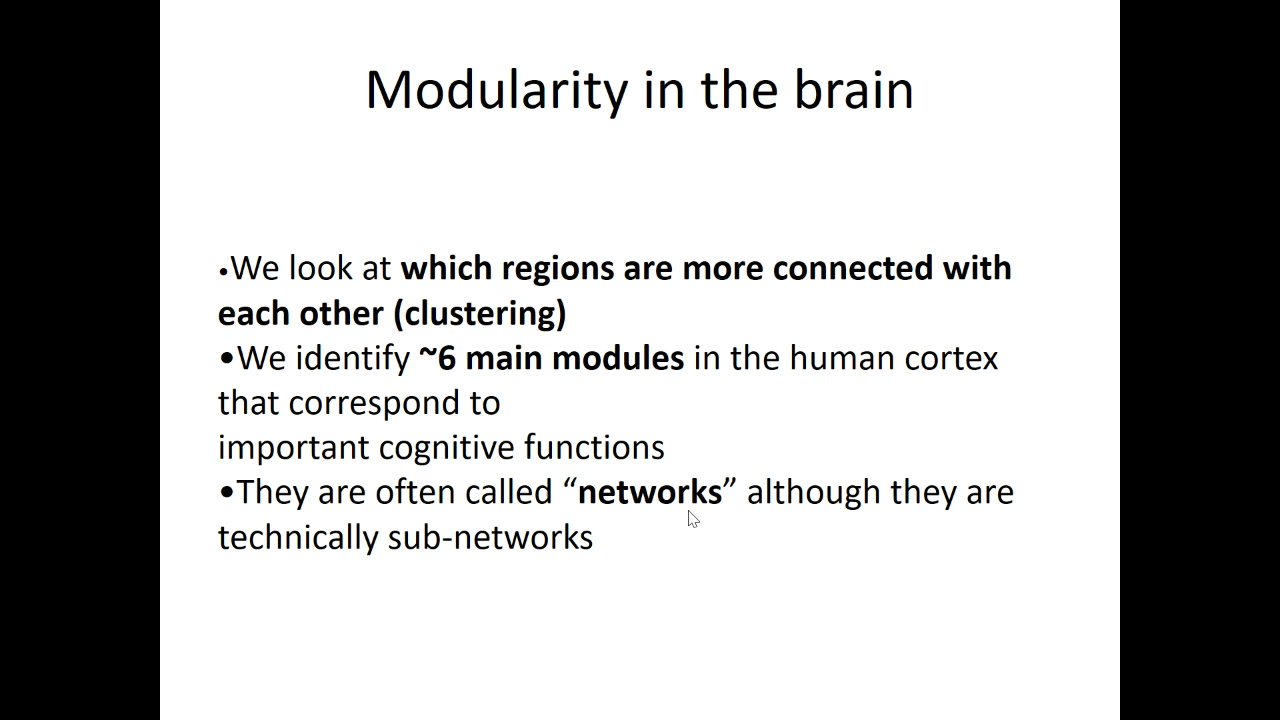 Modularity in the brain
•We look at which regions are more connected with
each other (clustering)
•We identify ~6 main modules in the human cortex
that correspond to
important cognitive functions
•They are often called “networks” although they are
technically sub-networks